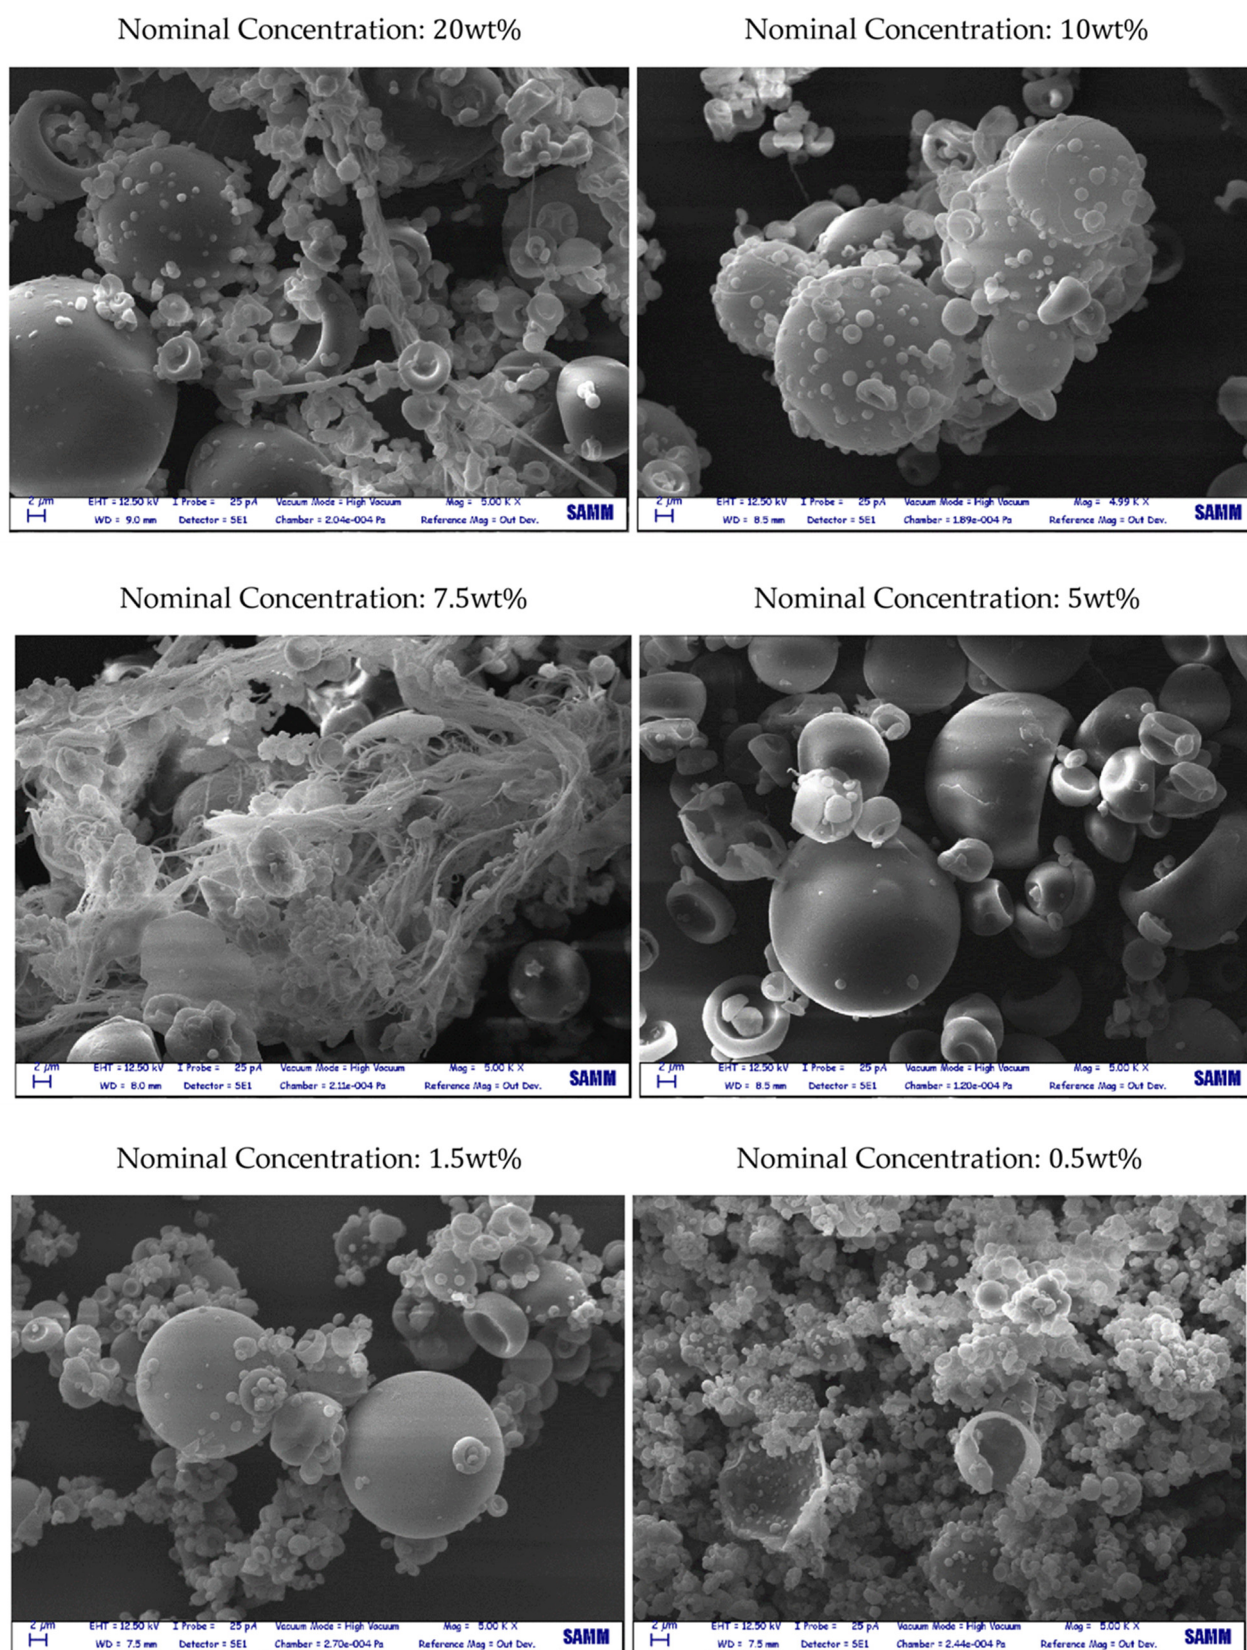 Nominal Concentration: 20wt%
Nominal Concentration: 10wt%
2 µm EHT = 12.50 kV I Probe = 25 pA Vacuum Mode = High Vacuum Mag = 5.00 K X
WD = 9.0 mm Detector = SE1 Chamber = 2.04e-004 Pa Reference Mag = Out Dev. SAMM
2 µm EHT = 12.50 kV I Probe = 25 pA Vacuum Mode = High Vacuum Mag = 4.99 K X
WD = 8.5 mm Detector = SE1 Chamber = 1.89e-004 Pa Reference Mag = Out Dev. SAMM
Nominal Concentration: 7.5wt%
Nominal Concentration: 5wt%
2 µm EHT = 12.50 kV I Probe = 25 pA Vacuum Mode = High Vacuum Mag = 5.00 K X
WD = 8.0 mm Detector = SE1 Chamber = 2.11e-004 Pa Reference Mag = Out Dev. SAMM
2 µm EHT = 12.50 kV I Probe = 25 pA Vacuum Mode = High Vacuum Mag = 5.00 K X
WD = 8.5 mm Detector = SE1 Chamber = 1.20e-004 Pa Reference Mag = Out Dev. SAMM
Nominal Concentration: 1.5wt%
Nominal Concentration: 0.5wt%
2 µm EHT = 12.50 kV I Probe = 25 pA Vacuum Mode = High Vacuum Mag = 5.00 K X
WD = 7.5 mm Detector = SE1 Chamber = 2.70e-004 Pa Reference Mag = Out Dev. SAMM
2 µm EHT = 12.50 kV I Probe = 25 pA Vacuum Mode = High Vacuum Mag = 5.00 K X
WD = 7.5 mm Detector = SE1 Chamber = 2.44e-004 Pa Reference Mag = Out Dev. SAMM